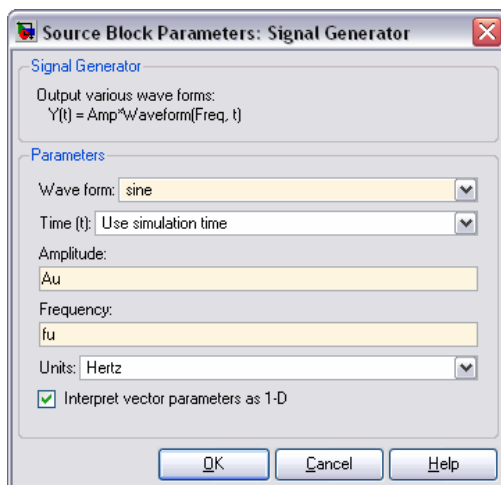 Source Block Parameters: Signal Generator
Signal Generator
Output various wave forms:
Y(t) = Amp*Waveform(Freq, t)
Parameters
Wave form: sine
Time (t): Use simulation time
Amplitude:
Au
Frequency:
fu
Units: Hertz
Interpret vector parameters as 1-D
OK Cancel Help